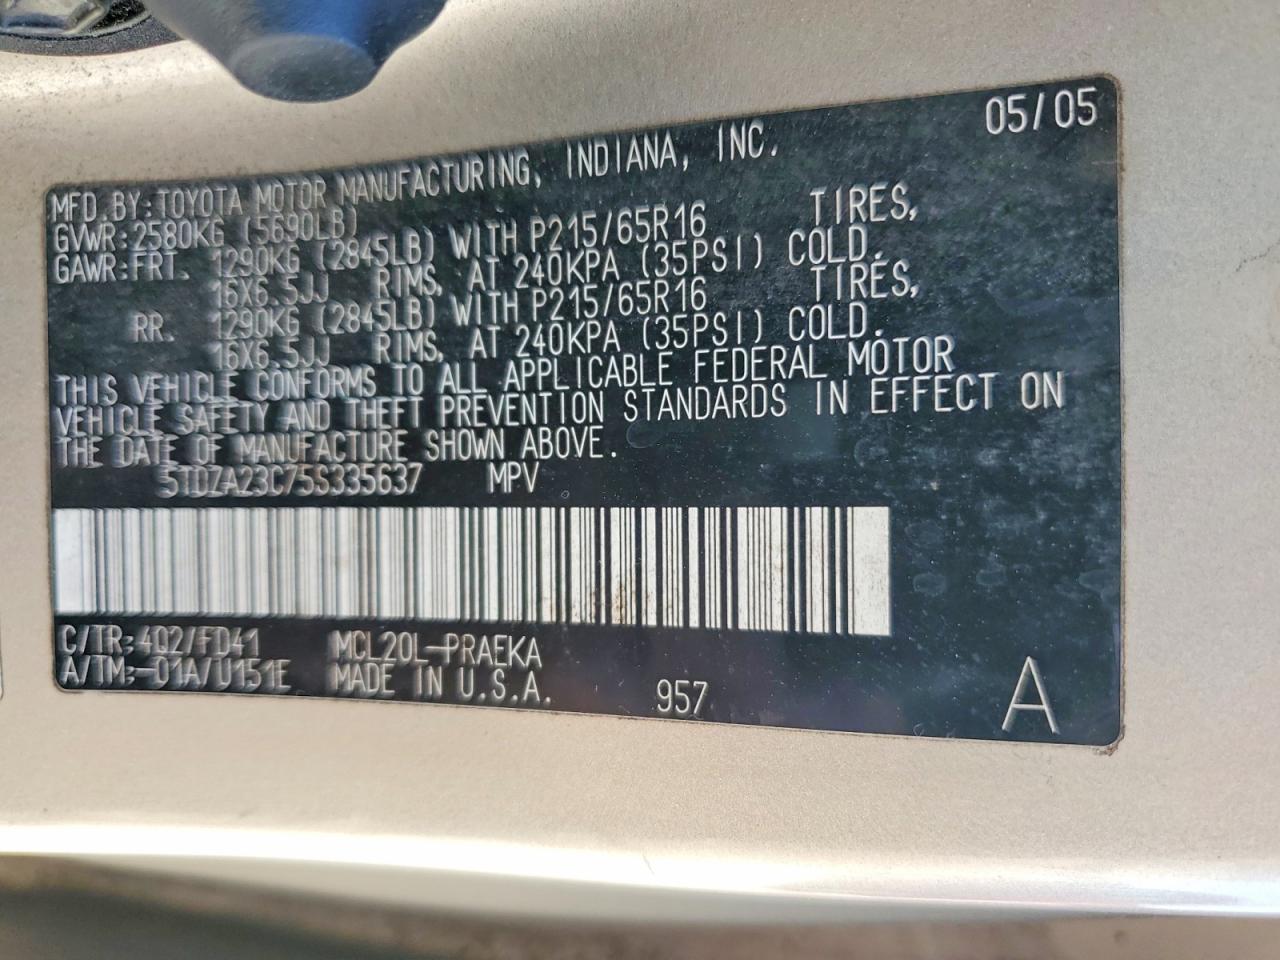 05/05
MFD.BY:TOYOTA MOTOR MANUFACTURING, INDIANA, INC.
GVWR:2580KG (5690LB)
GAWR:FRT. 1290KG (2845LB) WITH P215/65R16 TIRES,
16X6.5JJ RIMS, AT 240KPA (35PSI) COLD.
RR. 1290KG (2845LB) WITH P215/65R16 TIRES,
16X6.5JJ RIMS, AT 240KPA (35PSI) COLD.
THIS VEHICLE CONFORMS TO ALL APPLICABLE FEDERAL MOTOR
VEHICLE SAFETY AND THEFT PREVENTION STANDARDS IN EFFECT ON
THE DATE OF MANUFACTURE SHOWN ABOVE.
5TDZA23C75S335637 MPV
C/TR:4Q2/FD41 MCL20L-PRAEKA
A/TM:-01A/U151E MADE IN U.S.A. 957 A